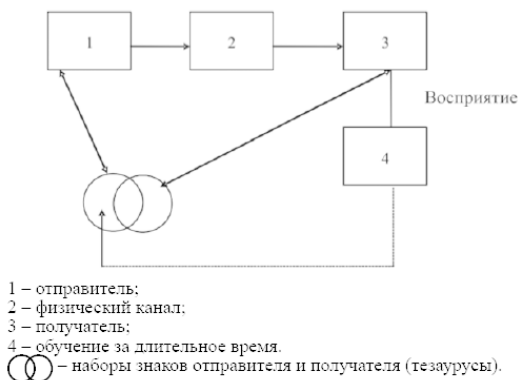 1
2
3
Восприятие
4
1 – отправитель;
2 – физический канал;
3 – получатель;
4 – обучение за длительное время.
– наборы знаков отправителя и получателя (тезаурусы).